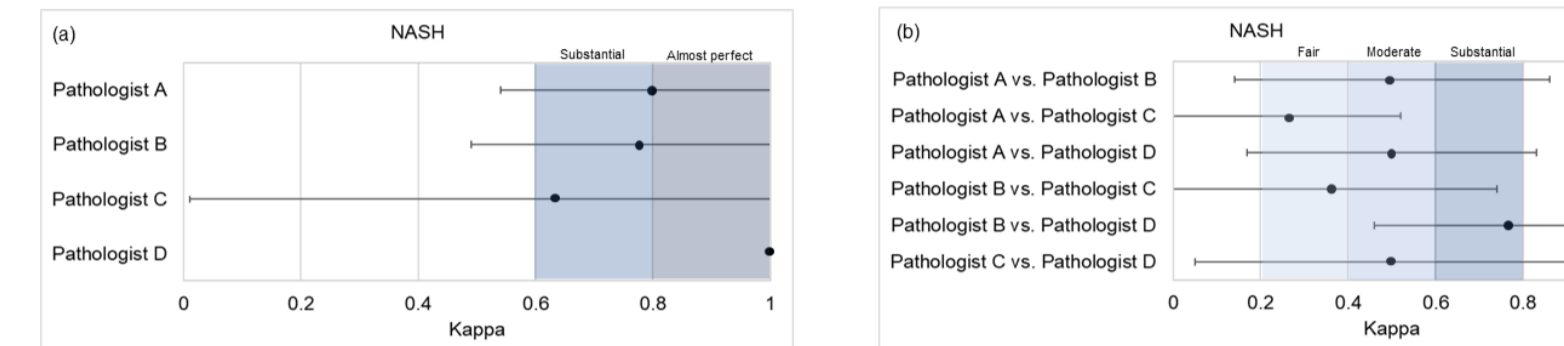 (a)
NASH
Substantial Almost perfect
Pathologist A
Pathologist B
Pathologist C
Pathologist D
0 0.2 0.4 0.6 0.8 1
Kappa
(b)
NASH
Fair Moderate Substantial
Pathologist A vs. Pathologist B
Pathologist A vs. Pathologist C
Pathologist A vs. Pathologist D
Pathologist B vs. Pathologist C
Pathologist B vs. Pathologist D
Pathologist C vs. Pathologist D
0 0.2 0.4 0.6 0.8
Kappa